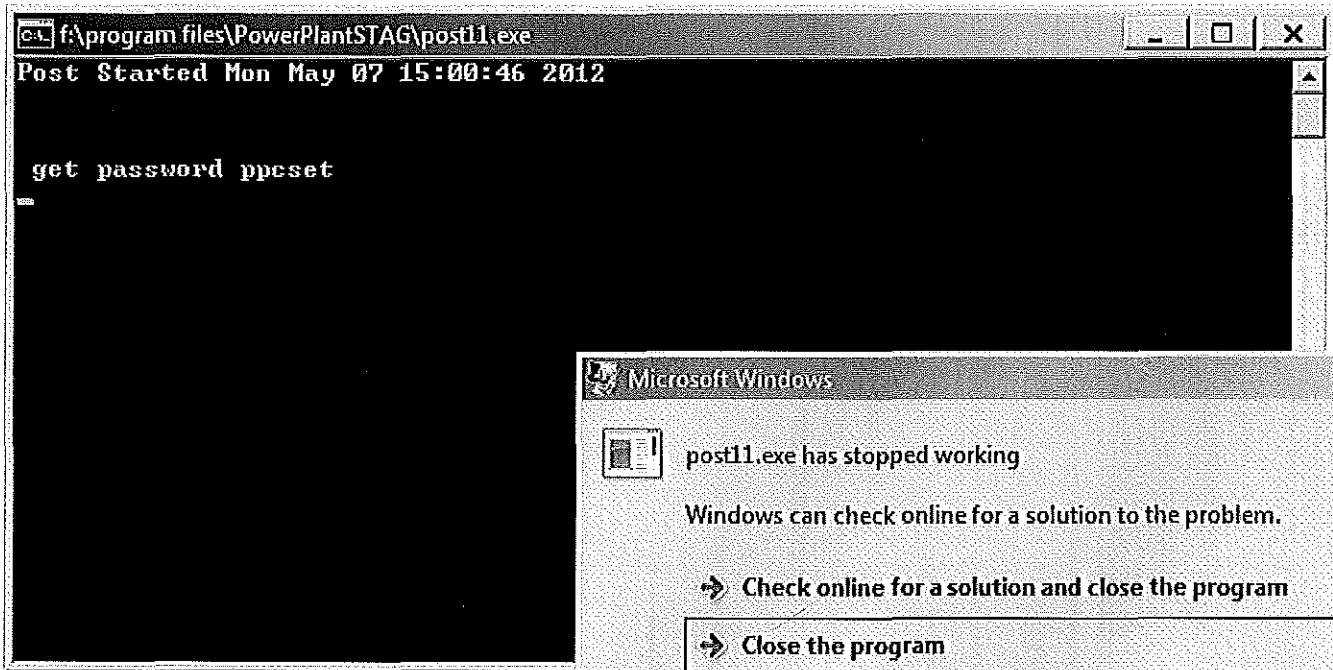 f:\program files\PowerPlantSTAG\post11.exe
Post Started Mon May 07 15:00:46 2012
get password ppcset
Microsoft Windows
post11.exe has stopped working
Windows can check online for a solution to the problem.
Check online for a solution and close the program
Close the program